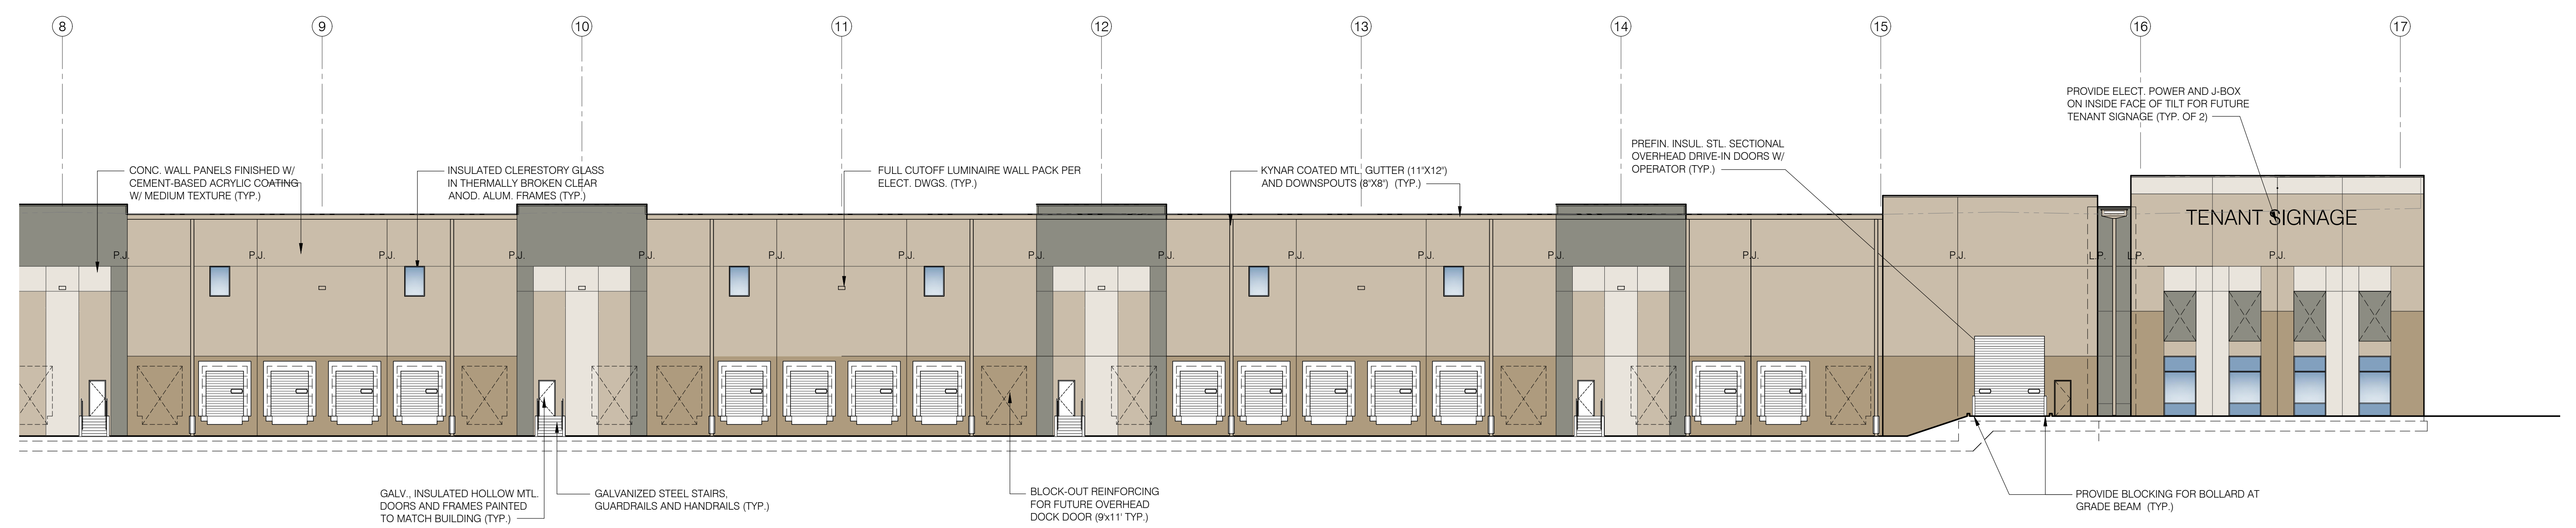 8
9
10
11
12
13
14
15
16
17
PROVIDE ELECT. POWER AND J-BOX
ON INSIDE FACE OF TILT FOR FUTURE
TENANT SIGNAGE (TYP. OF 2)
PREFIN. INSUL. STL. SECTIONAL
OVERHEAD DRIVE-IN DOORS W/
OPERATOR (TYP.)
CONC. WALL PANELS FINISHED W/
CEMENT-BASED ACRYLIC COATING
W/ MEDIUM TEXTURE (TYP.)
INSULATED CLERESTORY GLASS
IN THERMALLY BROKEN CLEAR
ANOD. ALUM. FRAMES (TYP.)
FULL CUTOFF LUMINAIRE WALL PACK PER
ELECT. DWGS. (TYP.)
KYNAR COATED MTL. GUTTER (11"X12")
AND DOWNSPOUTS (8"X8") (TYP.)
TENANT SIGNAGE
P.J.
P.J.
P.J.
P.J.
P.J.
P.J.
P.J.
P.J.
P.J.
P.J.
P.J.
P.J.
P.J.
P.J.
L.P.
L.P.
P.J.
GALV., INSULATED HOLLOW MTL.
DOORS AND FRAMES PAINTED
TO MATCH BUILDING (TYP.)
GALVANIZED STEEL STAIRS,
GUARDRAILS AND HANDRAILS (TYP.)
BLOCK-OUT REINFORCING
FOR FUTURE OVERHEAD
DOCK DOOR (9'x11' TYP.)
PROVIDE BLOCKING FOR BOLLARD AT
GRADE BEAM (TYP.)